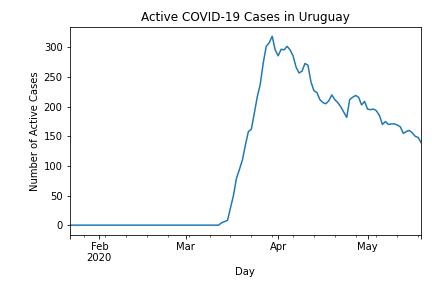 Active COVID-19 Cases in Uruguay
Number of Active Cases
300
250
200
150
100
50
0
Feb
2020
Mar
Apr
May
Day